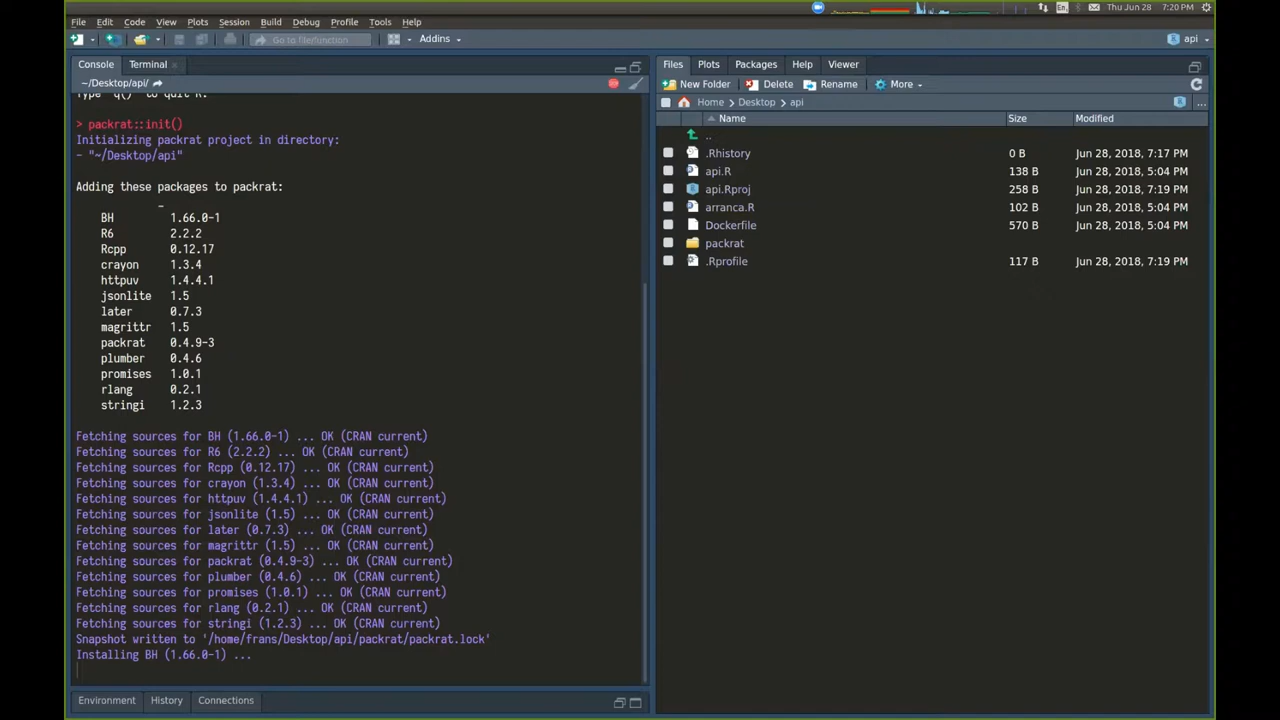 File Edit Code View Plots Session Build Debug Profile Tools Help
En
Thu Jun 28 7:20 PM
Go to file/function
Addins
api
Console Terminal
~/Desktop/api/
Type 'q()' to quit R.
> packrat::init()
Initializing packrat project in directory:
- "~/Desktop/api"
Adding these packages to packrat:
_
BH 1.66.0-1
R6 2.2.2
Rcpp 0.12.17
crayon 1.3.4
httpuv 1.4.4.1
jsonlite 1.5
later 0.7.3
magrittr 1.5
packrat 0.4.9-3
plumber 0.4.6
promises 1.0.1
rlang 0.2.1
stringi 1.2.3
Fetching sources for BH (1.66.0-1) ... OK (CRAN current)
Fetching sources for R6 (2.2.2) ... OK (CRAN current)
Fetching sources for Rcpp (0.12.17) ... OK (CRAN current)
Fetching sources for crayon (1.3.4) ... OK (CRAN current)
Fetching sources for httpuv (1.4.4.1) ... OK (CRAN current)
Fetching sources for jsonlite (1.5) ... OK (CRAN current)
Fetching sources for later (0.7.3) ... OK (CRAN current)
Fetching sources for magrittr (1.5) ... OK (CRAN current)
Fetching sources for packrat (0.4.9-3) ... OK (CRAN current)
Fetching sources for plumber (0.4.6) ... OK (CRAN current)
Fetching sources for promises (1.0.1) ... OK (CRAN current)
Fetching sources for rlang (0.2.1) ... OK (CRAN current)
Fetching sources for stringi (1.2.3) ... OK (CRAN current)
Snapshot written to '/home/frans/Desktop/api/packrat/packrat.lock'
Installing BH (1.66.0-1) ...
Environment History Connections
Files Plots Packages Help Viewer
New Folder Delete Rename More
Home Desktop api ...
Name Size Modified
..
.Rhistory 0 B Jun 28, 2018, 7:17 PM
api.R 138 B Jun 28, 2018, 5:04 PM
api.Rproj 258 B Jun 28, 2018, 7:19 PM
arranca.R 102 B Jun 28, 2018, 5:04 PM
Dockerfile 570 B Jun 28, 2018, 5:04 PM
packrat
.Rprofile 117 B Jun 28, 2018, 7:19 PM